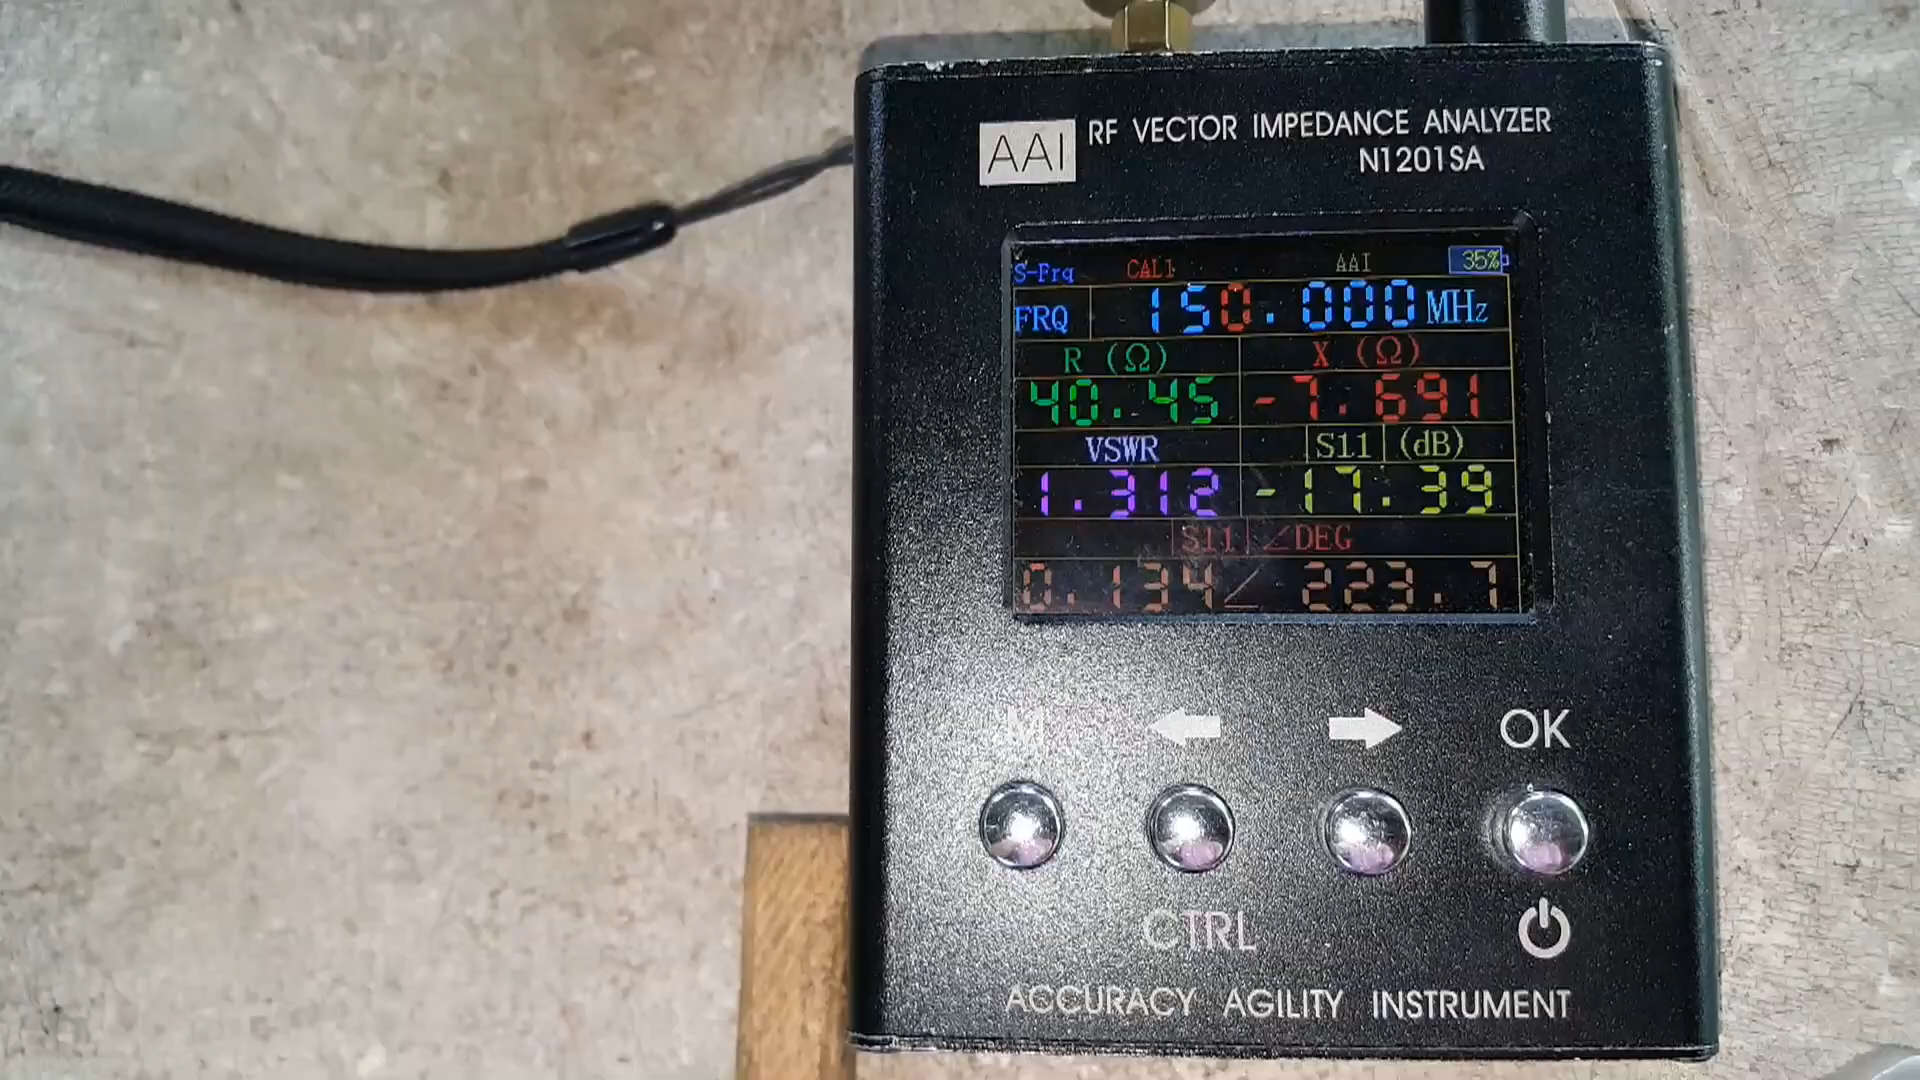 AAI RF VECTOR IMPEDANCE ANALYZER
N1201SA
S-Frq CAL1 AAI 35%
FRQ 150.000 MHz
R (Ω) X (Ω)
40.45 -7.691
VSWR |S11| (dB)
1.312 -17.39
|S11| ∠DEG
0.134∠ 223.7
M OK
CTRL
ACCURACY AGILITY INSTRUMENT